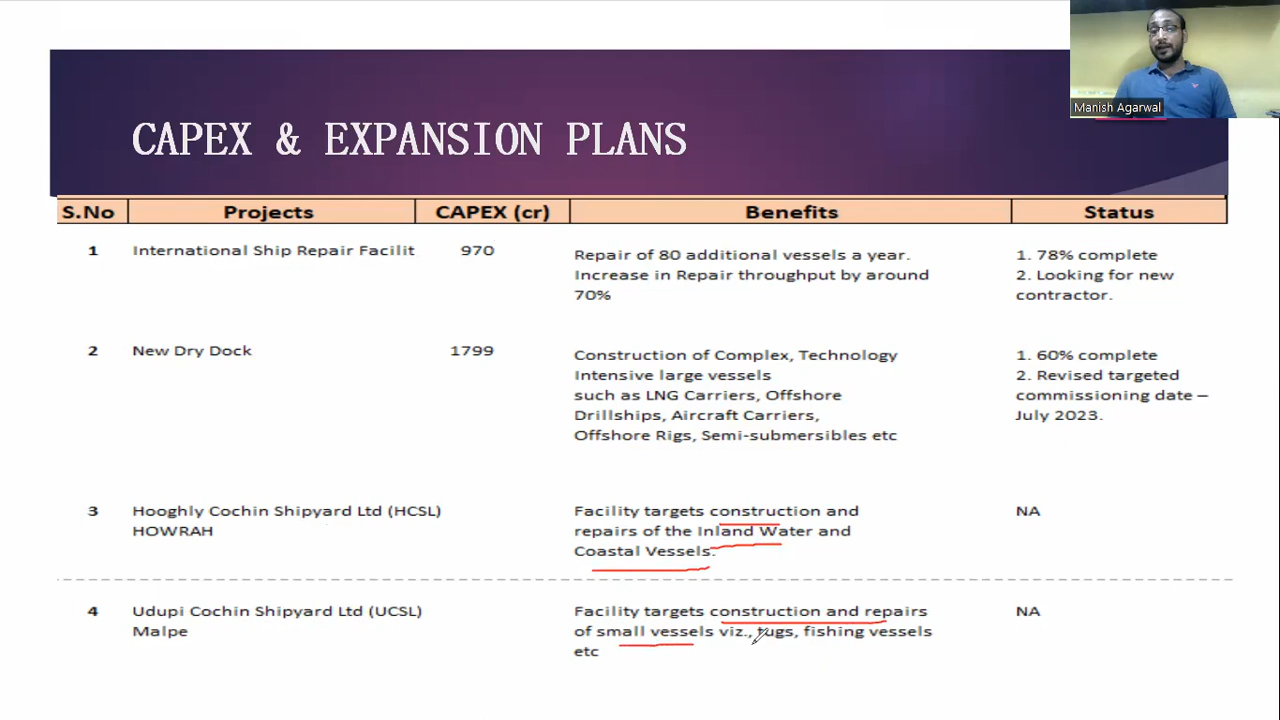 Manish Agarwal
CAPEX & EXPANSION PLANS
S.No Projects CAPEX (cr) Benefits Status
1 International Ship Repair Facilit 970 Repair of 80 additional vessels a year. 1. 78% complete
Increase in Repair throughput by around 2. Looking for new
70% contractor.
2 New Dry Dock 1799 Construction of Complex, Technology 1. 60% complete
Intensive large vessels 2. Revised targeted
such as LNG Carriers, Offshore commissioning date –
Drillships, Aircraft Carriers, July 2023.
Offshore Rigs, Semi-submersibles etc
3 Hooghly Cochin Shipyard Ltd (HCSL) Facility targets construction and NA
HOWRAH repairs of the Inland Water and
Coastal Vessels.
4 Udupi Cochin Shipyard Ltd (UCSL) Facility targets construction and repairs NA
Malpe of small vessels viz., tugs, fishing vessels
etc